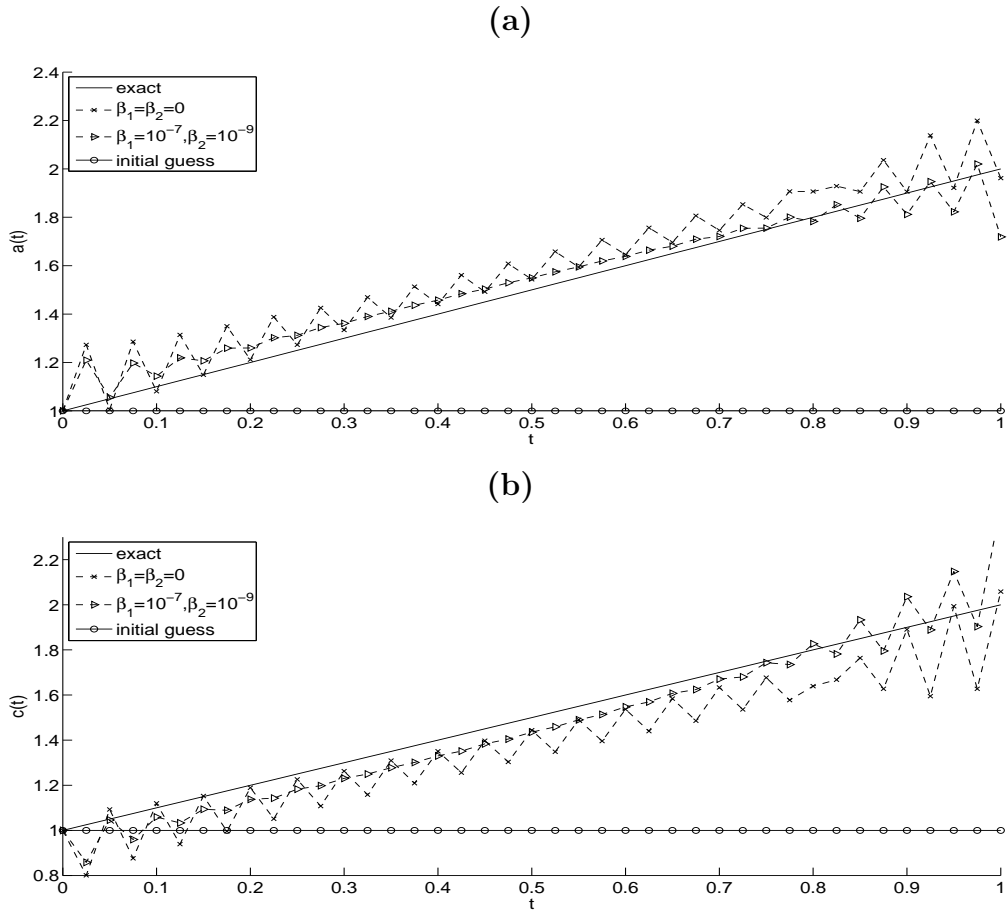 (a)
2.4
2.2
2
1.8
1.6
1.4
1.2
1
a(t)
exact
β₁=β₂=0
β₁=10⁻⁷,β₂=10⁻⁹
initial guess
0 0.1 0.2 0.3 0.4 0.5 0.6 0.7 0.8 0.9 1
t
(b)
2.2
2
1.8
1.6
1.4
1.2
1
0.8
c(t)
exact
β₁=β₂=0
β₁=10⁻⁷,β₂=10⁻⁹
initial guess
0 0.1 0.2 0.3 0.4 0.5 0.6 0.7 0.8 0.9 1
t